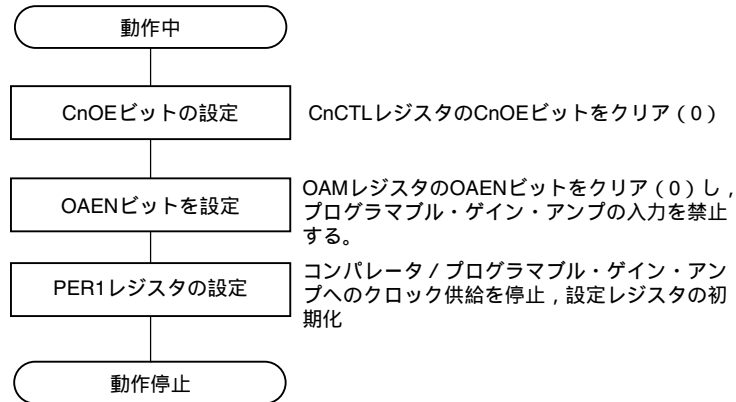 動作中
CnOEビットの設定
CnCTLレジスタのCnOEビットをクリア（0）
OAENビットを設定
OAMレジスタのOAENビットをクリア（0）し，
プログラマブル・ゲイン・アンプの入力を禁止
する。
PER1レジスタの設定
コンパレータ／プログラマブル・ゲイン・アン
プへのクロック供給を停止，設定レジスタの初
期化
動作停止